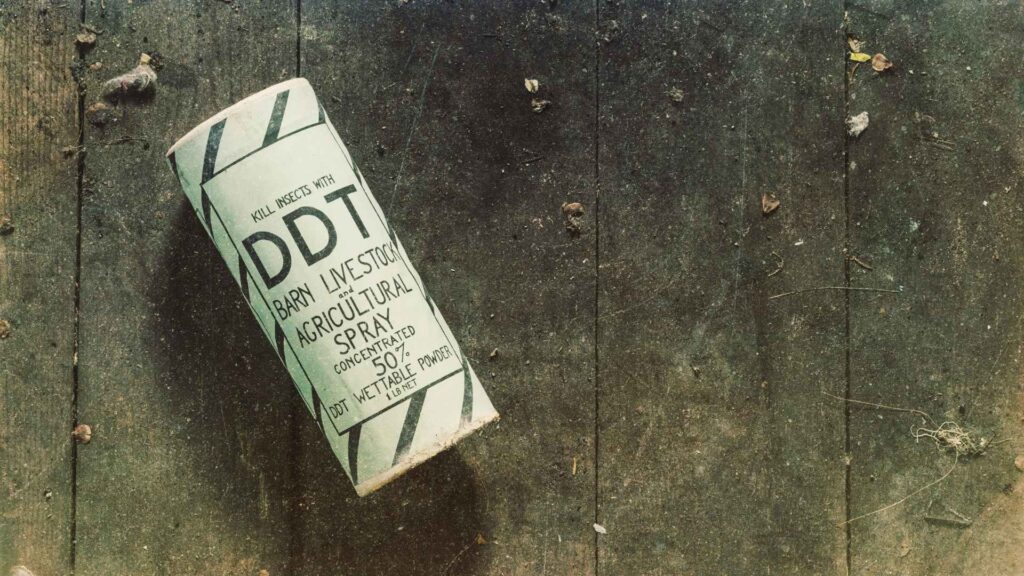 KILL INSECTS WITH
DDT
BARN LIVESTOCK
and
AGRICULTURAL
SPRAY
CONCENTRATED
50%
DDT WETTABLE POWDER
1 LB NET